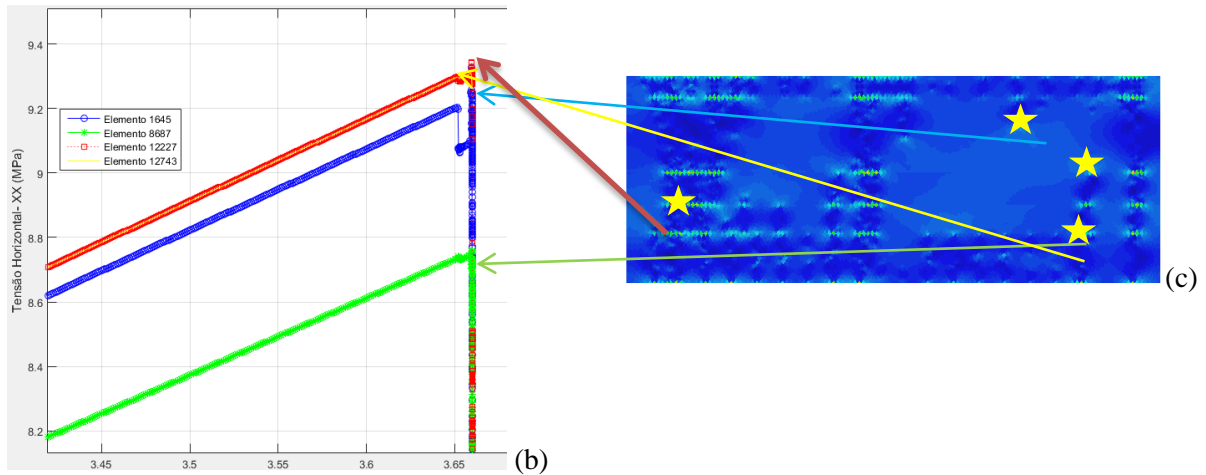 9.4
9.2
9
8.8
8.6
8.4
8.2
Tensão Horizontal- XX (MPa)
Elemento 1645
Elemento 8687
Elemento 12227
Elemento 12743
3.45
3.5
3.55
3.6
3.65
(b)
(c)